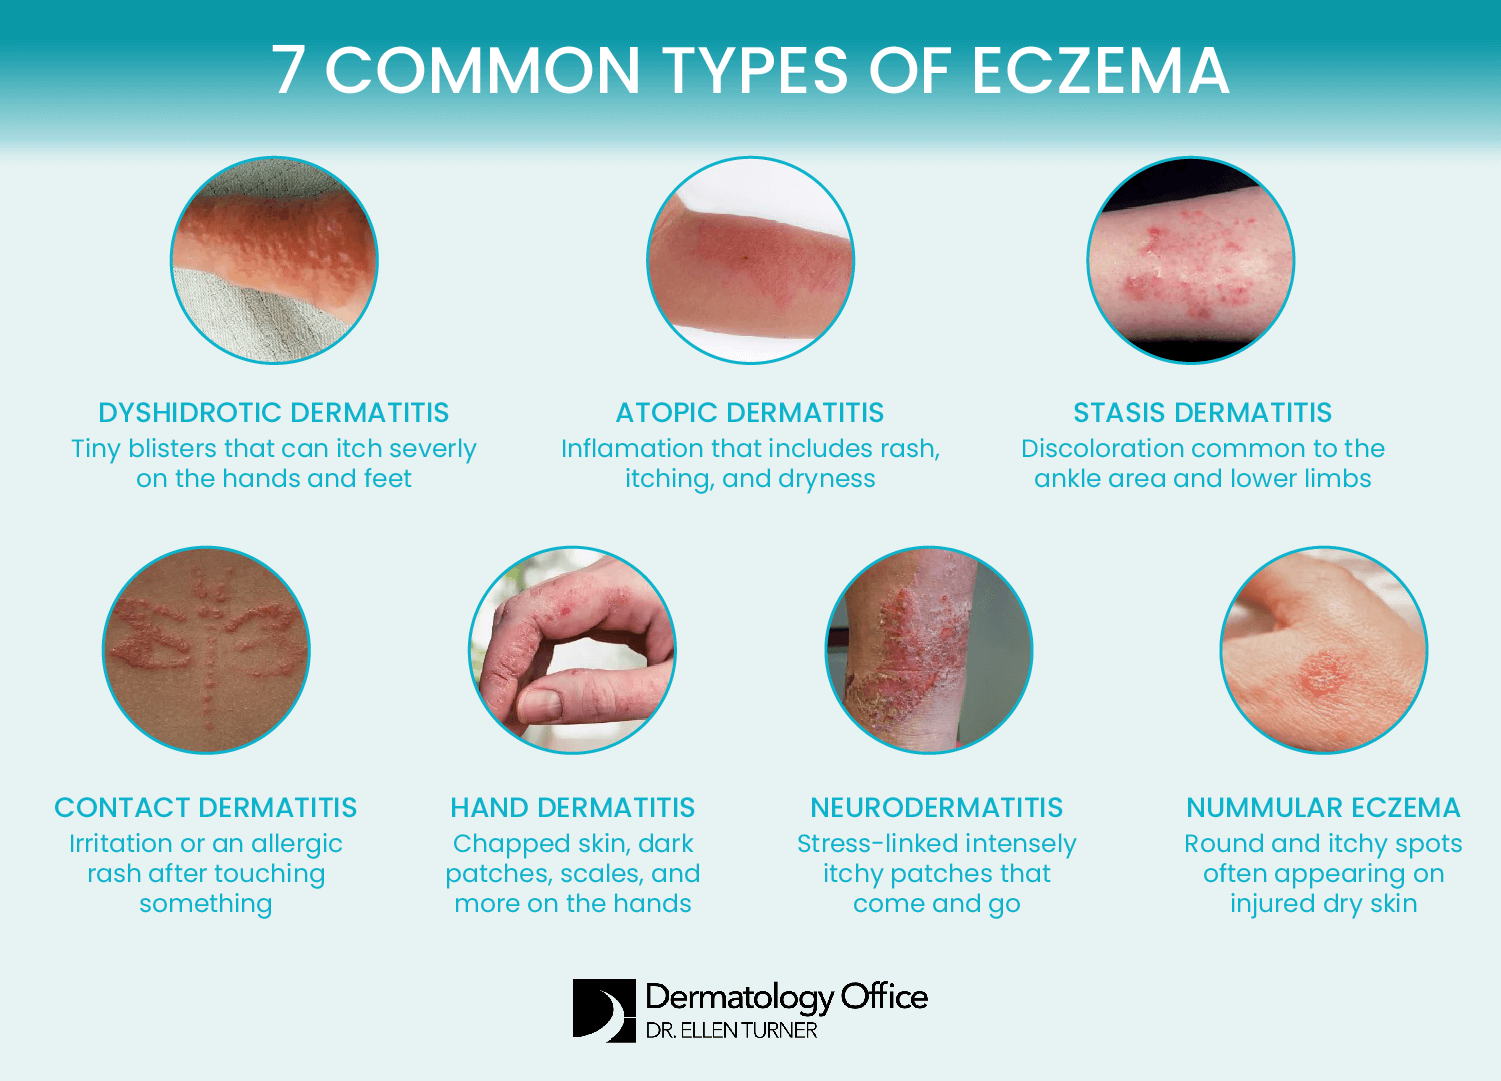 7 COMMON TYPES OF ECZEMA
DYSHIDROTIC DERMATITIS
Tiny blisters that can itch severly
on the hands and feet
ATOPIC DERMATITIS
Inflamation that includes rash,
itching, and dryness
STASIS DERMATITIS
Discoloration common to the
ankle area and lower limbs
CONTACT DERMATITIS
Irritation or an allergic
rash after touching
something
HAND DERMATITIS
Chapped skin, dark
patches, scales, and
more on the hands
NEURODERMATITIS
Stress-linked intensely
itchy patches that
come and go
NUMMULAR ECZEMA
Round and itchy spots
often appearing on
injured dry skin
Dermatology Office
DR. ELLEN TURNER